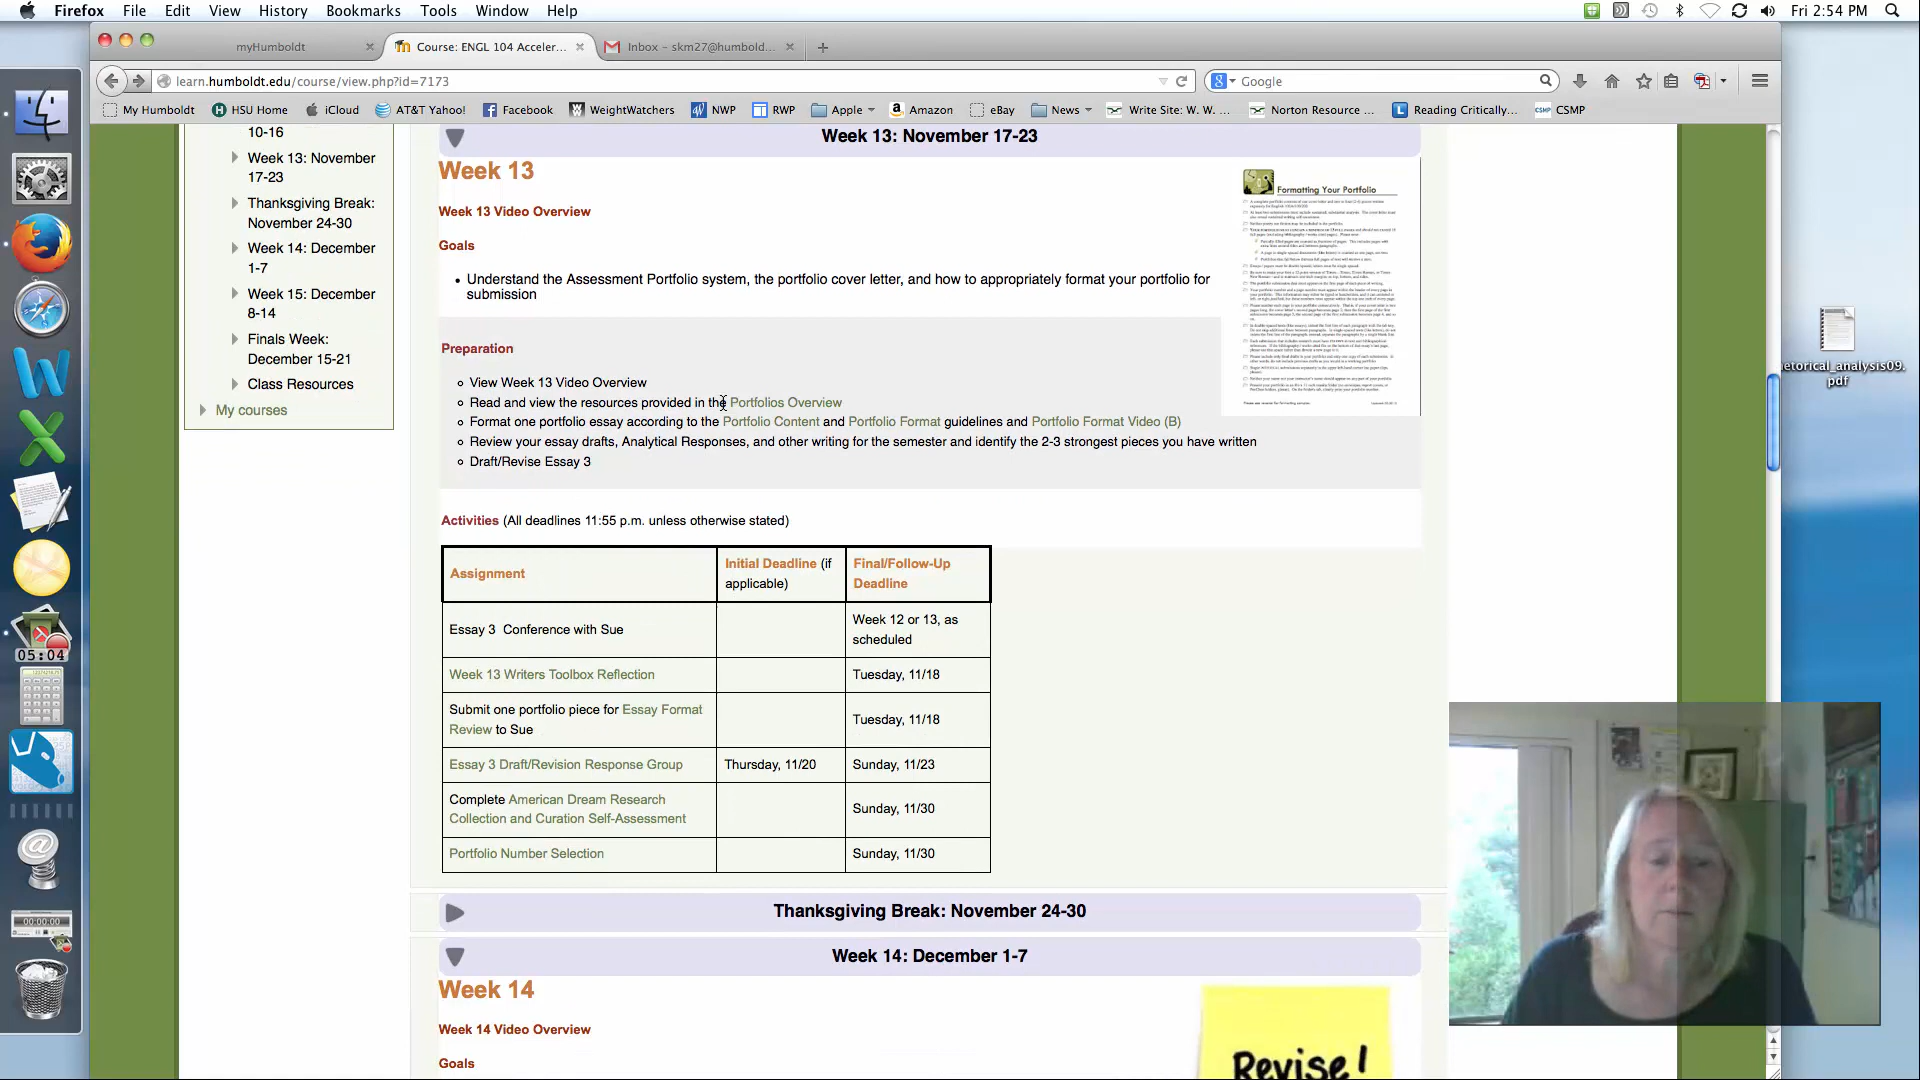 Firefox File Edit View History Bookmarks Tools Window Help Fri 2:54 PM
myHumboldt Course: ENGL 104 Acceler... Inbox – skm27@humbold...
learn.humboldt.edu/course/view.php?id=7173 Google
My Humboldt HSU Home iCloud AT&T Yahoo! Facebook WeightWatchers NWP RWP Apple Amazon eBay News Write Site: W. W. ... Norton Resource ... Reading Critically... CSMP CSMP
10-16
Week 13: November
17-23
Thanksgiving Break:
November 24-30
Week 14: December
1-7
Week 15: December
8-14
Finals Week:
December 15-21
Class Resources
My courses
Week 13: November 17-23
Week 13
Week 13 Video Overview
Goals
Understand the Assessment Portfolio system, the portfolio cover letter, and how to appropriately format your portfolio for
submission
Formatting Your Portfolio
Preparation
View Week 13 Video Overview
Read and view the resources provided in the Portfolios Overview
Format one portfolio essay according to the Portfolio Content and Portfolio Format guidelines and Portfolio Format Video (B)
Review your essay drafts, Analytical Responses, and other writing for the semester and identify the 2-3 strongest pieces you have written
Draft/Revise Essay 3
Activities (All deadlines 11:55 p.m. unless otherwise stated)
Assignment
Initial Deadline (if
applicable)
Final/Follow-Up
Deadline
Essay 3 Conference with Sue
Week 12 or 13, as
scheduled
Week 13 Writers Toolbox Reflection
Tuesday, 11/18
Submit one portfolio piece for Essay Format
Review to Sue
Tuesday, 11/18
Essay 3 Draft/Revision Response Group
Thursday, 11/20
Sunday, 11/23
Complete American Dream Research
Collection and Curation Self-Assessment
Sunday, 11/30
Portfolio Number Selection
Sunday, 11/30
Thanksgiving Break: November 24-30
Week 14: December 1-7
Week 14
Week 14 Video Overview
Goals
Revise!
etorical_analysis09.
pdf
05:04
00:00:00